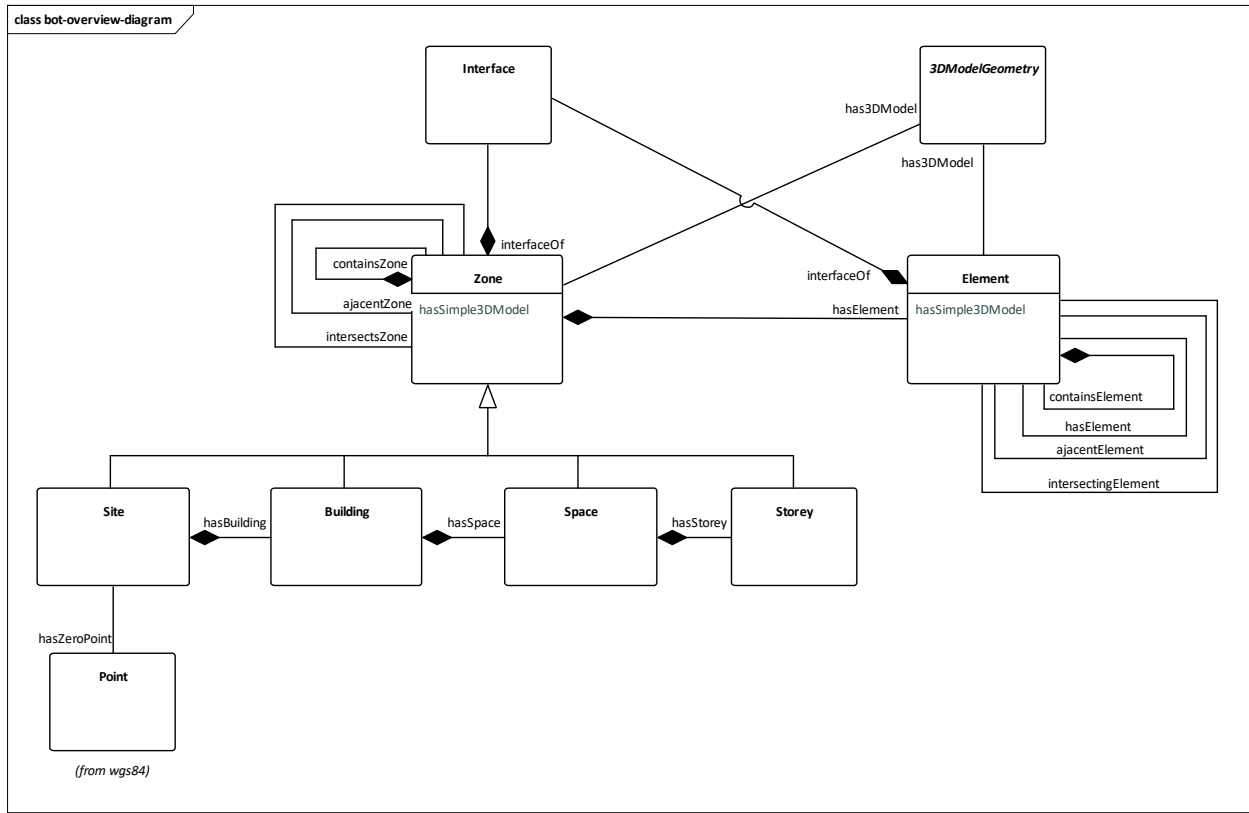 class bot-overview-diagram
Interface
3DModelGeometry
has3DModel
has3DModel
interfaceOf
containsZone
Zone
interfaceOf
Element
ajacentZone
hasSimple3DModel
hasElement
hasSimple3DModel
intersectsZone
containsElement
hasElement
ajacentElement
intersectingElement
Site
Building
Space
Storey
hasBuilding
hasSpace
hasStorey
hasZeroPoint
Point
(from wgs84)